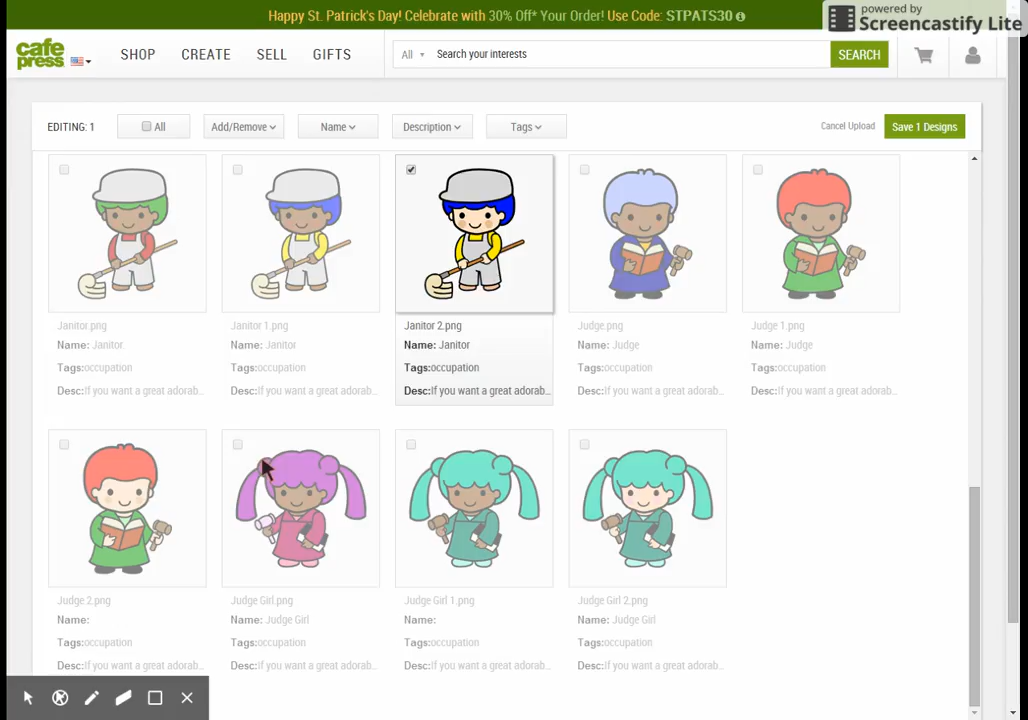 Happy St. Patrick's Day! Celebrate with 30% Off* Your Order! Use Code: STPATS30
powered by
Screencastify Lite
cafe
press
SHOP CREATE SELL GIFTS
All Search your interests SEARCH
EDITING: 1 All Add/Remove Name Description Tags Cancel Upload Save 1 Designs
Janitor.png Janitor 1.png Janitor 2.png Judge.png Judge 1.png
Name: Janitor Name: Janitor Name: Janitor Name: Judge Name: Judge
Tags:occupation Tags:occupation Tags:occupation Tags:occupation Tags:occupation
Desc:If you want a great adorab... Desc:If you want a great adorab... Desc:If you want a great adorab... Desc:If you want a great adorab... Desc:If you want a great adorab...
Judge 2.png Judge Girl.png Judge Girl 1.png Judge Girl 2.png
Name: Name: Judge Girl Name: Name: Judge Girl
Tags:occupation Tags:occupation Tags:occupation Tags:occupation
Desc:If you want a great adorab... Desc:If you want a great adorab... Desc:If you want a great adorab... Desc:If you want a great adorab...